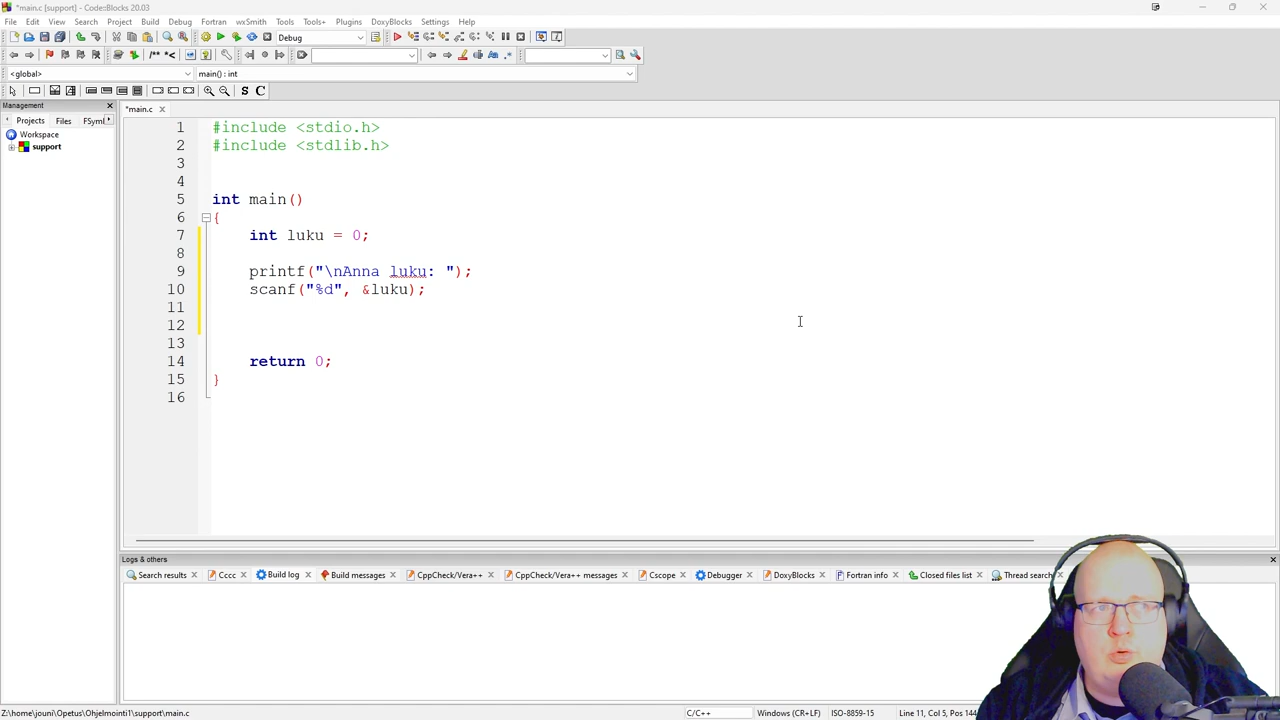 *main.c [support] - Code::Blocks 20.03
File Edit View Search Project Build Debug Fortran wxSmith Tools Tools+ Plugins DoxyBlocks Settings Help
Debug
<global> main() : int
S C
Management
Projects Files FSymb
Workspace
support
*main.c
1 #include <stdio.h>
2 #include <stdlib.h>
3
4
5 int main()
6 {
7 int luku = 0;
8
9 printf("\nAnna luku: ");
10 scanf("%d", &luku);
11
12
13
14 return 0;
15 }
16
Logs & others
Search results Cccc Build log Build messages CppCheck/Vera++ CppCheck/Vera++ messages Cscope Debugger DoxyBlocks Fortran info Closed files list Thread search
Z:\home\jouni\Opetus\Ohjelmointi1\support\main.c C/C++ Windows (CR+LF) ISO-8859-15 Line 11, Col 5, Pos 144